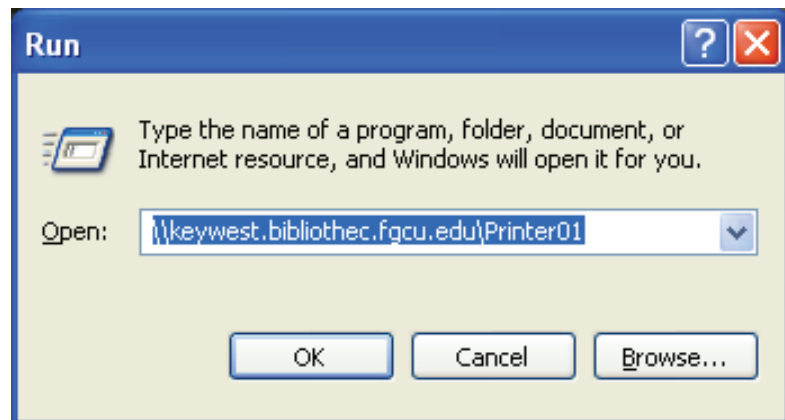 Run
Type the name of a program, folder, document, or
Internet resource, and Windows will open it for you.
Open: \\keywest.bibliothec.fgcu.edu\Printer01
OK Cancel Browse...